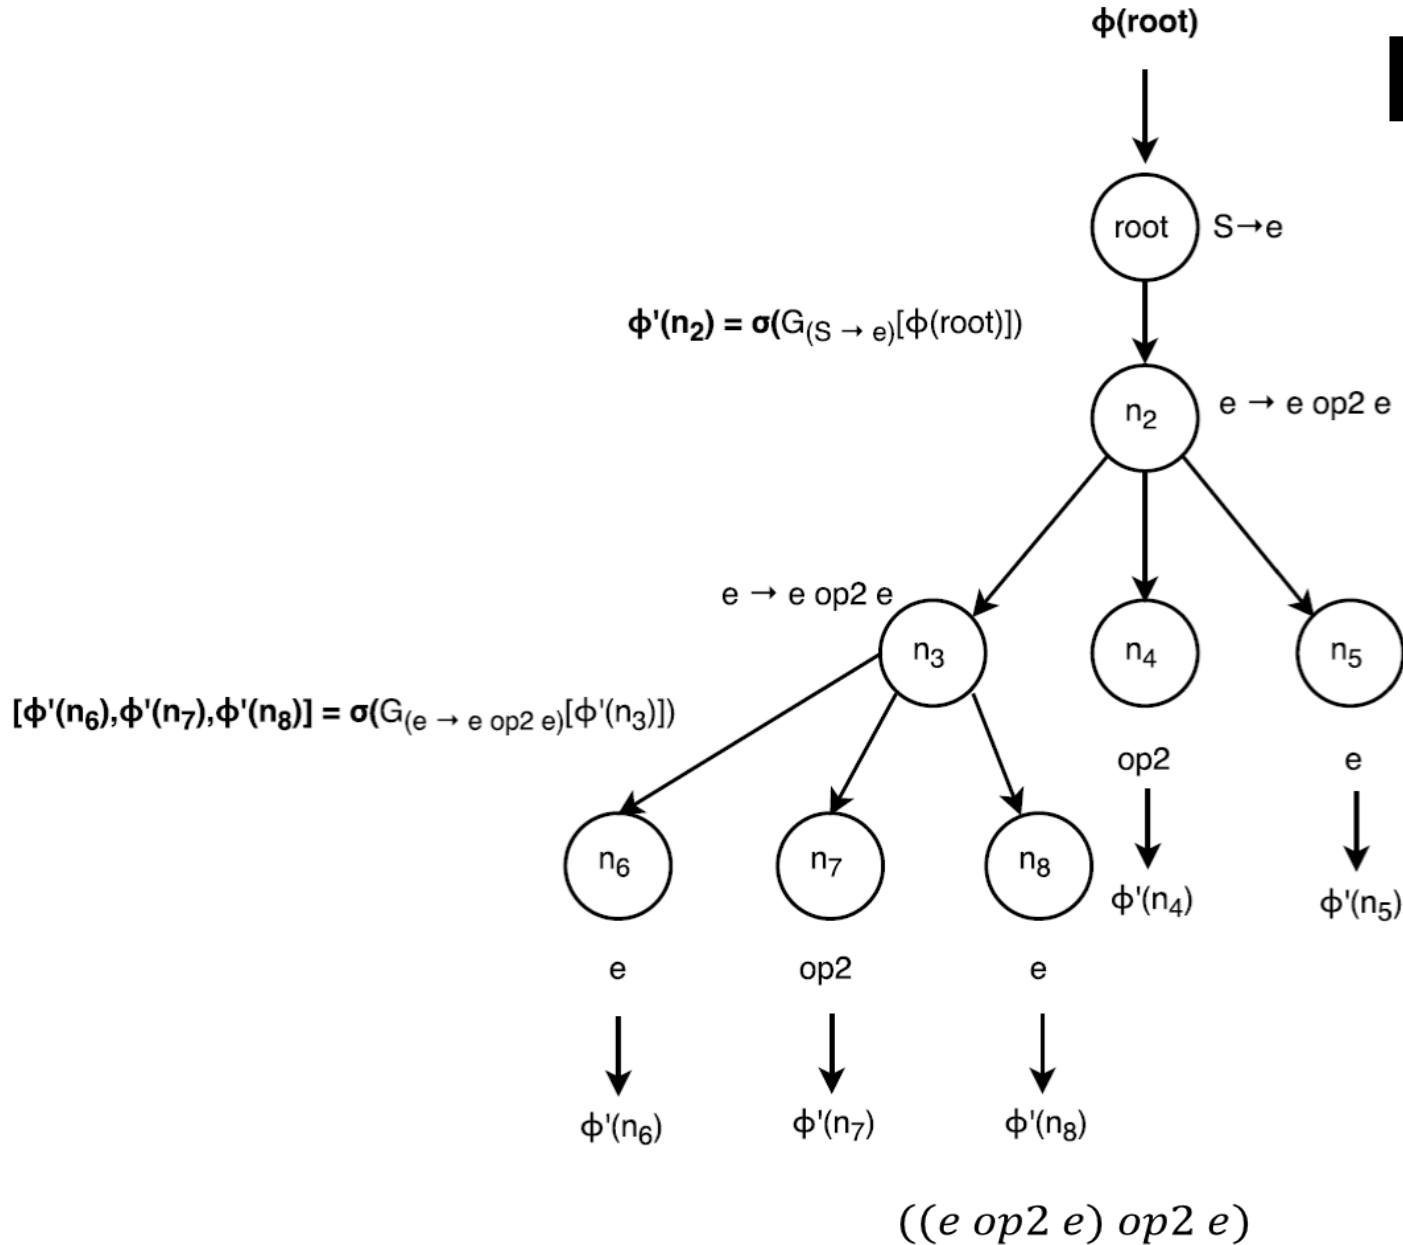 ϕ(root)
root S→e
ϕ'(n₂) = σ(G(S → e)[ϕ(root)])
n₂ e → e op2 e
e → e op2 e
n₃ n₄ n₅
[ϕ'(n₆),ϕ'(n₇),ϕ'(n₈)] = σ(G(e → e op2 e)[ϕ'(n₃)])
op2 e
n₆ n₇ n₈
ϕ'(n₄) ϕ'(n₅)
e op2 e
ϕ'(n₆) ϕ'(n₇) ϕ'(n₈)
((e op2 e) op2 e)